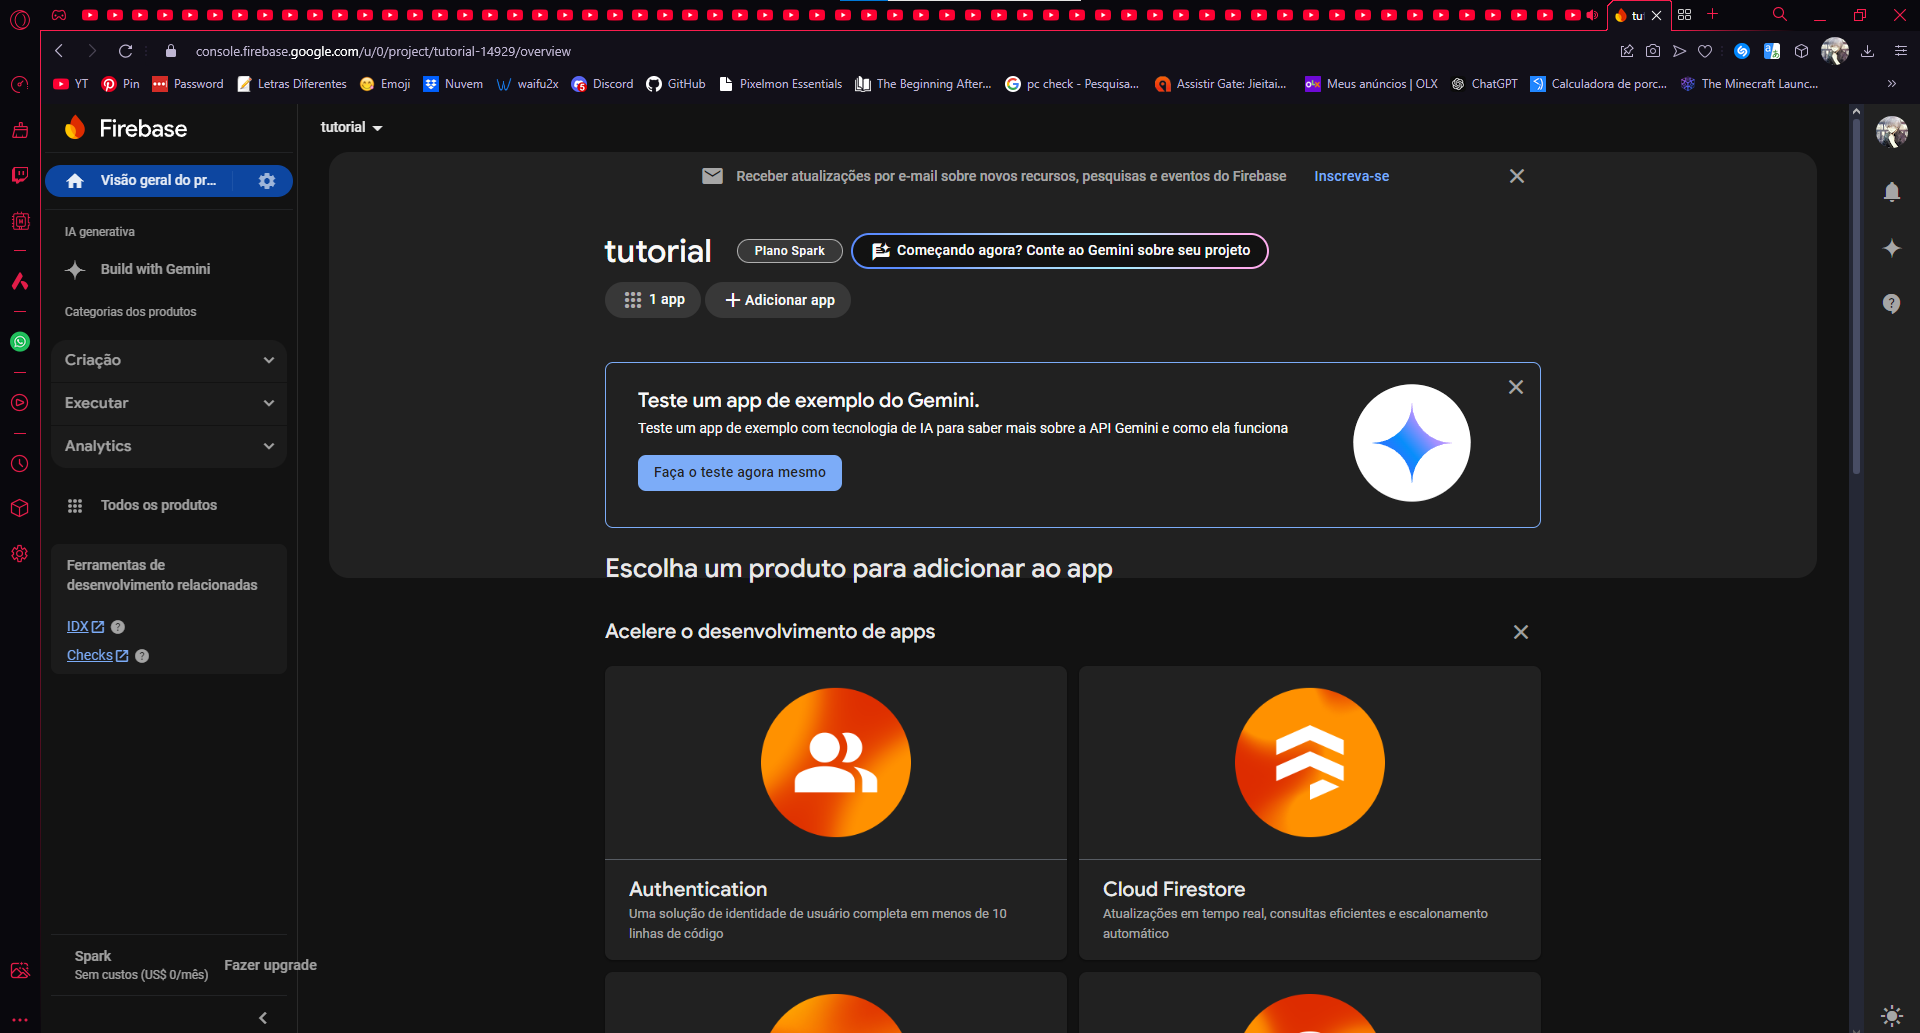 tu
console.firebase.google.com/u/0/project/tutorial-14929/overview
YT
Pin
Password
Letras Diferentes
Emoji
Nuvem
waifu2x
Discord
GitHub
Pixelmon Essentials
The Beginning After...
pc check - Pesquisa...
Assistir Gate: Jieitai...
Meus anúncios | OLX
ChatGPT
Calculadora de porc...
The Minecraft Launc...
Firebase
tutorial
Visão geral do pr...
Receber atualizações por e-mail sobre novos recursos, pesquisas e eventos do Firebase
Inscreva-se
IA generativa
Build with Gemini
Categorias dos produtos
Criação
Executar
Analytics
Todos os produtos
Ferramentas de
desenvolvimento relacionadas
IDX
Checks
Spark
Sem custos (US$ 0/mês)
Fazer upgrade
tutorial
Plano Spark
Começando agora? Conte ao Gemini sobre seu projeto
1 app
Adicionar app
Teste um app de exemplo do Gemini.
Teste um app de exemplo com tecnologia de IA para saber mais sobre a API Gemini e como ela funciona
Faça o teste agora mesmo
Escolha um produto para adicionar ao app
Acelere o desenvolvimento de apps
Authentication
Uma solução de identidade de usuário completa em menos de 10
linhas de código
Cloud Firestore
Atualizações em tempo real, consultas eficientes e escalonamento
automático